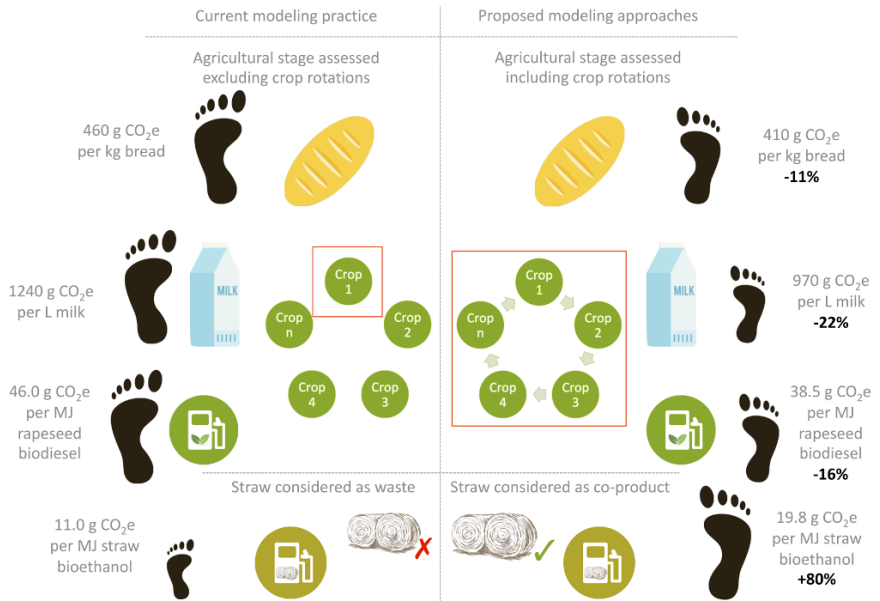 Current modeling practice
Proposed modeling approaches
Agricultural stage assessed
excluding crop rotations
Agricultural stage assessed
including crop rotations
460 g CO₂e
per kg bread
410 g CO₂e
per kg bread
-11%
1240 g CO₂e
per L milk
MILK
Crop
1
Crop
2
Crop
3
Crop
4
Crop
n
Crop
1
Crop
2
Crop
3
Crop
4
Crop
n
MILK
970 g CO₂e
per L milk
-22%
46.0 g CO₂e
per MJ
rapeseed
biodiesel
38.5 g CO₂e
per MJ
rapeseed
biodiesel
-16%
Straw considered as waste
Straw considered as co-product
11.0 g CO₂e
per MJ straw
bioethanol
19.8 g CO₂e
per MJ straw
bioethanol
+80%